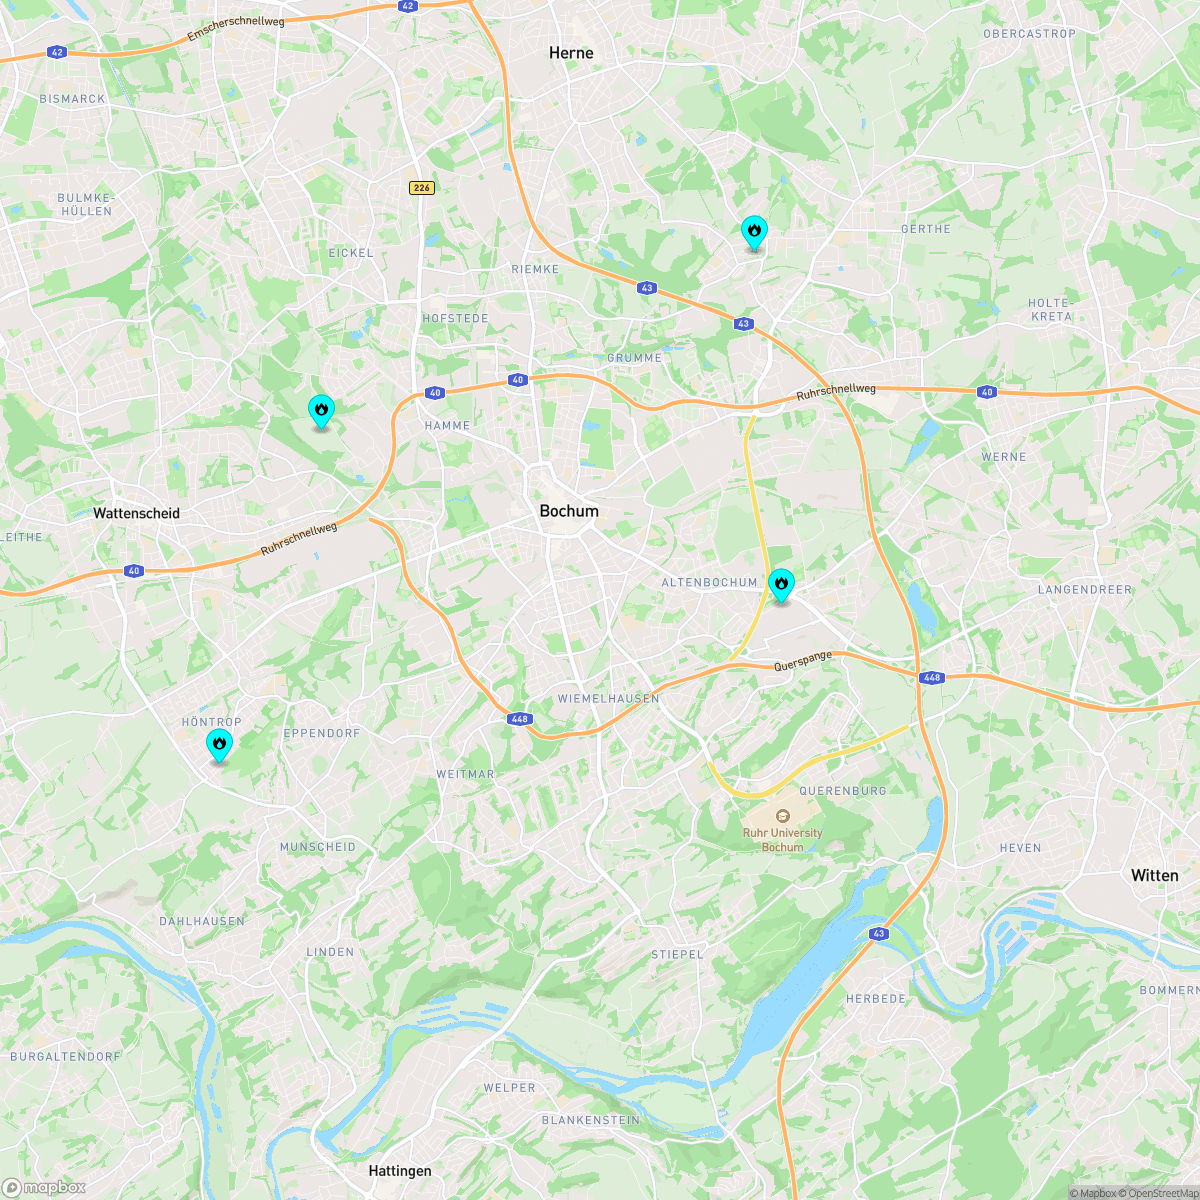 42
Emscherschnellweg
42
Herne
OBERCASTROP
BISMARCK
226
BULMKE-
HÜLLEN
GERTHE
EICKEL
RIEMKE
43
HOLTE-
KRETA
HOFSTEDE
43
GRUMME
40
40
Ruhrschnellweg
40
HAMME
WERNE
Wattenscheid
Bochum
LEITHE
Ruhrschnellweg
40
ALTENBOCHUM
LANGENDREER
Querspange
448
WIEMELHAUSEN
HÖNTROP
448
EPPENDORF
WEITMAR
QUERENBURG
Ruhr University
Bochum
MUNSCHEID
HEVEN
Witten
DAHLHAUSEN
43
LINDEN
STIEPEL
BOMMERN
HERBEDE
BURGALTENDORF
WELPER
BLANKENSTEIN
Hattingen
mapbox
© Mapbox © OpenStreetMap